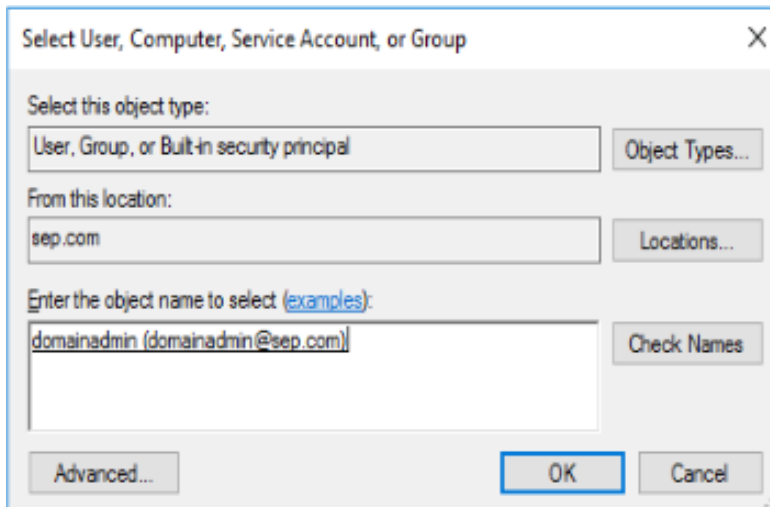 Select User, Computer, Service Account, or Group
Select this object type:
User, Group, or Built-in security principal
Object Types...
From this location:
sep.com
Locations...
Enter the object name to select (examples):
domainadmin (domainadmin@sep.com)
Check Names
Advanced...
OK
Cancel